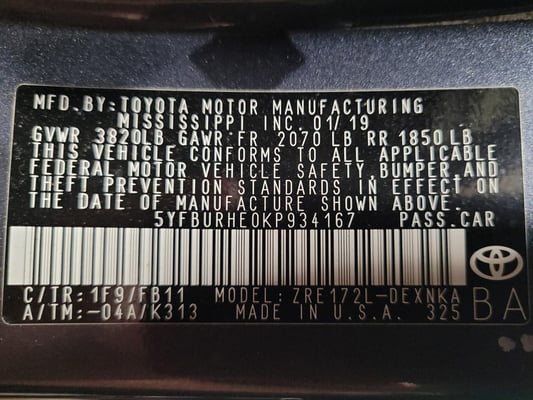 MFD.BY:TOYOTA MOTOR MANUFACTURING
MISSISSIPPI INC. 01/19
GVWR 3820LB GAWR FR 2070 LB RR 1850 LB
THIS VEHICLE CONFORMS TO ALL APPLICABLE
FEDERAL MOTOR VEHICLE SAFETY,BUMPER,AND
THEFT PREVENTION STANDARDS IN EFFECT ON
THE DATE OF MANUFACTURE SHOWN ABOVE.
5YFBURHE0KP934167 PASS.CAR
C/TR:1F9/FB11 MODEL: ZRE172L-DEXNKA
A/TM:-04A/K313 MADE IN U.S.A. 325 BA